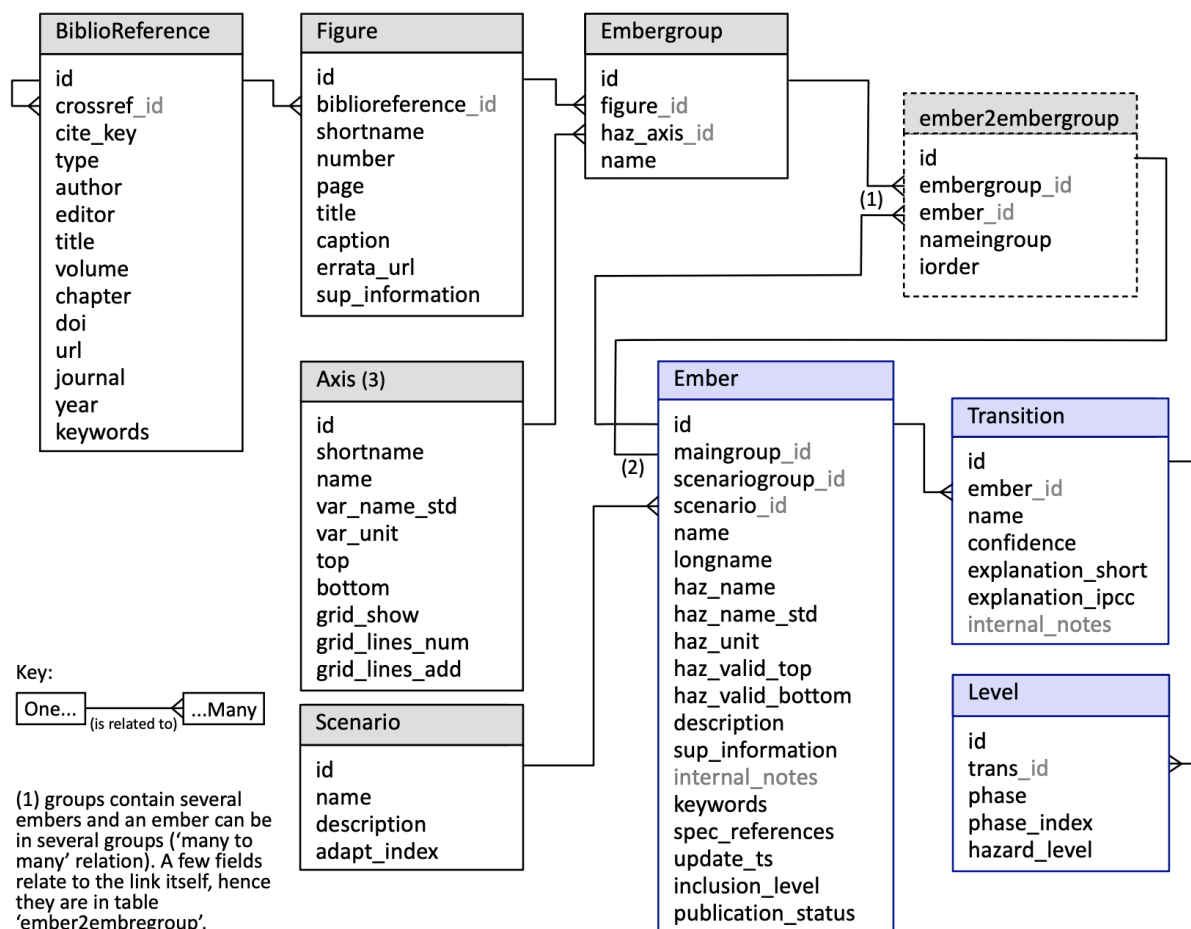 BiblioReference
id
crossref_id
cite_key
type
author
editor
title
volume
chapter
doi
url
journal
year
keywords
Figure
id
biblioreference_id
shortname
number
page
title
caption
errata_url
sup_information
Embergroup
id
figure_id
haz_axis_id
name
ember2embergroup
id
embergroup_id
ember_id
nameingroup
iorder
(1)
Axis (3)
id
shortname
name
var_name_std
var_unit
top
bottom
grid_show
grid_lines_num
grid_lines_add
Scenario
id
name
description
adapt_index
(2)
Ember
id
maingroup_id
scenariogroup_id
scenario_id
name
longname
haz_name
haz_name_std
haz_unit
haz_valid_top
haz_valid_bottom
description
sup_information
internal_notes
keywords
spec_references
update_ts
inclusion_level
publication_status
Transition
id
ember_id
name
confidence
explanation_short
explanation_ipcc
internal_notes
Level
id
trans_id
phase
phase_index
hazard_level
Key:
One...
(is related to)
...Many
(1) groups contain several
embers and an ember can be
in several groups (‘many to
many’ relation). A few fields
relate to the link itself, hence
they are in table
‘ember2embregroup’.